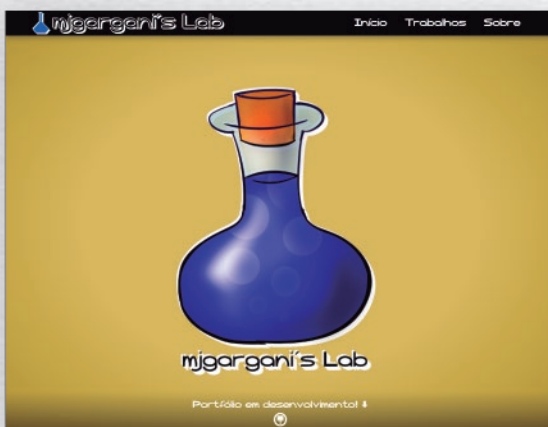 mjgargani's Lab
Início Trabalhos Sobre
mjgargani's Lab
Portfólio em desenvolvimento! ⬇